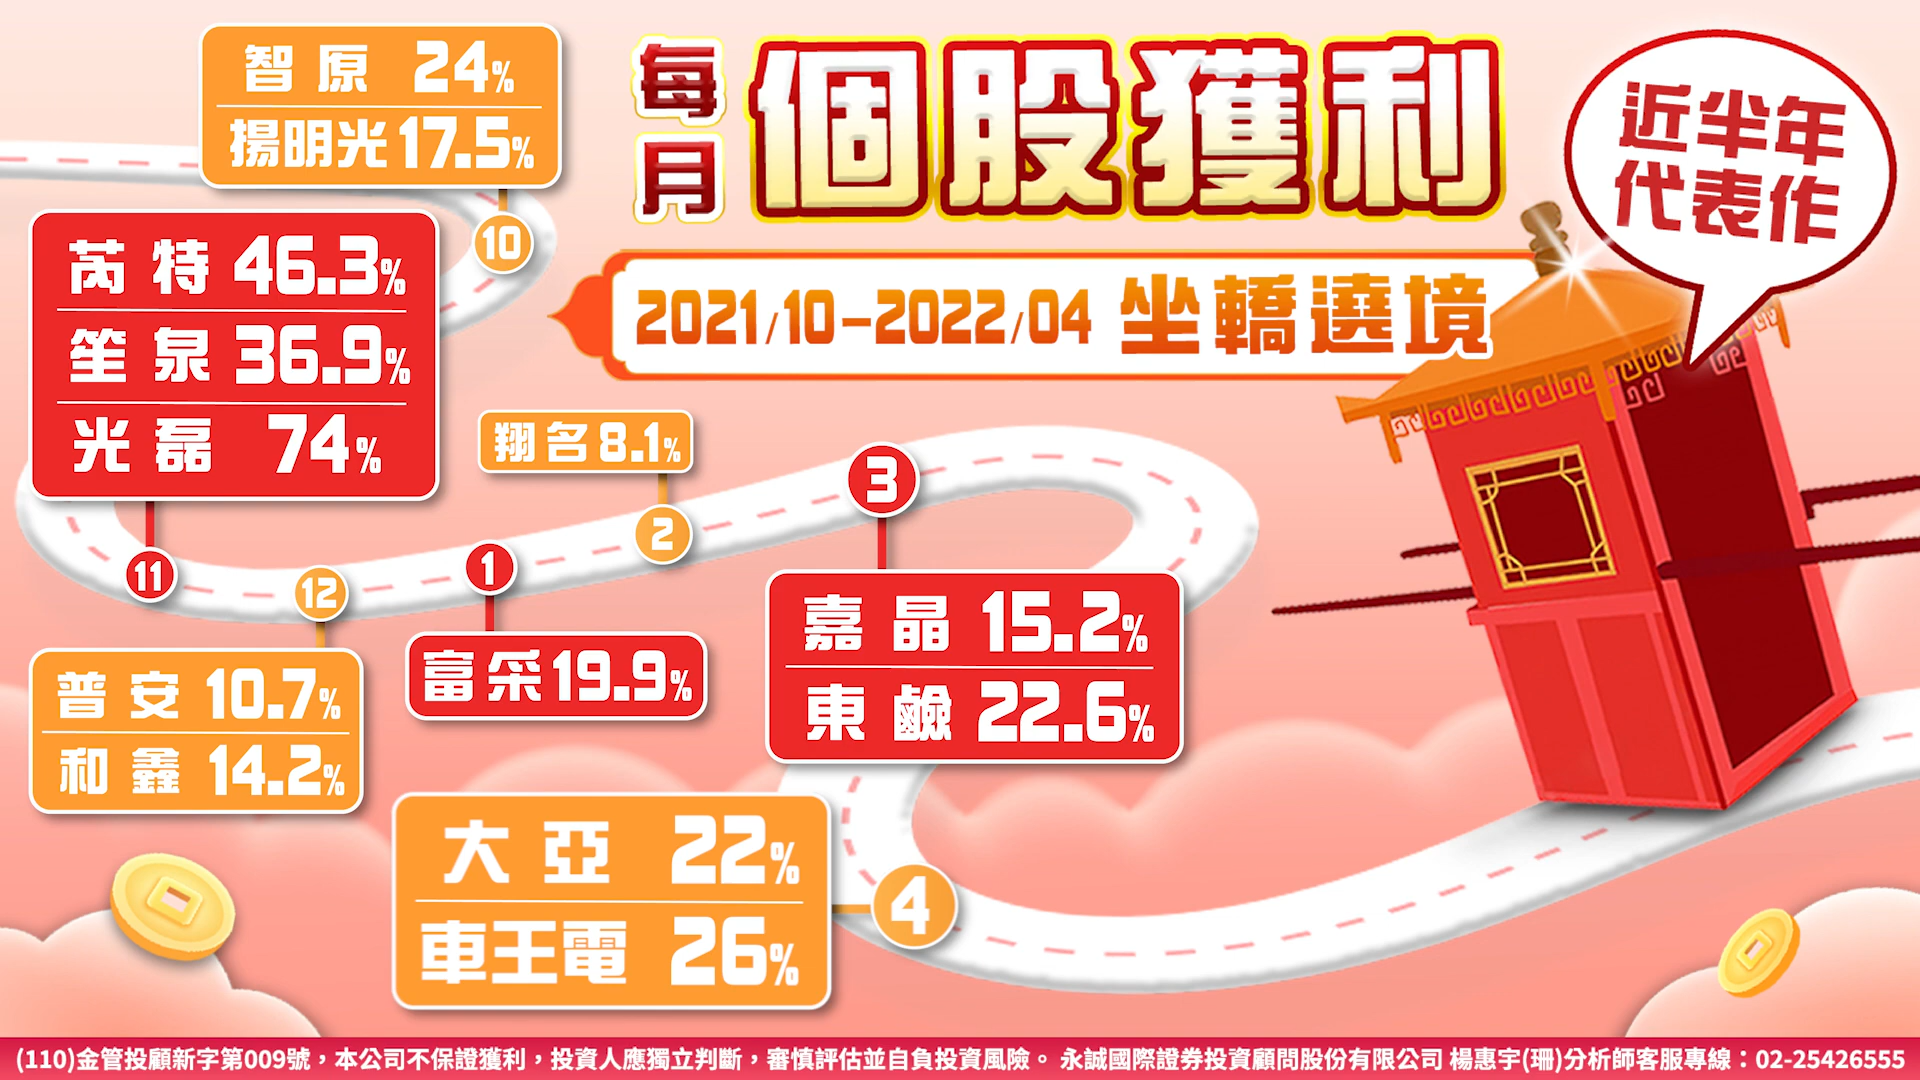 每月 個股獲利
近半年
代表作
2021/10-2022/04 坐轎遶境
智原 24%
揚明光 17.5%
10
芮特 46.3%
笙泉 36.9%
光磊 74%
11
翔名 8.1%
2
3
12
1
普安 10.7%
和鑫 14.2%
富采 19.9%
嘉晶 15.2%
東鹼 22.6%
大亞 22%
車王電 26%
4
(110)金管投顧新字第009號，本公司不保證獲利，投資人應獨立判斷，審慎評估並自負投資風險。 永誠國際證券投資顧問股份有限公司 楊惠宇(珊)分析師客服專線：02-25426555